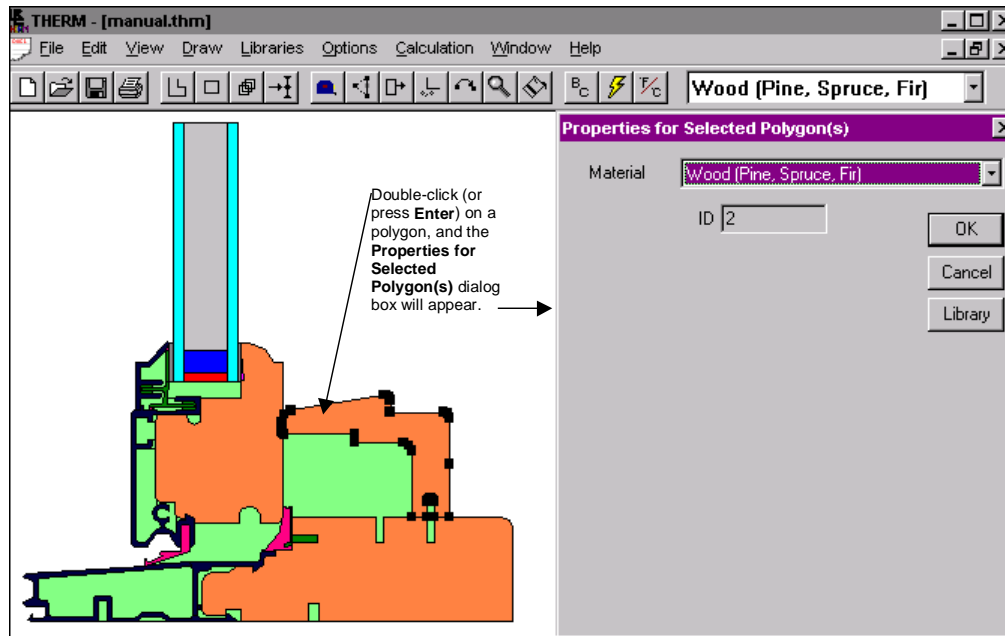 THERM - [manual.thm]
File Edit View Draw Libraries Options Calculation Window Help
BC °F/°C Wood (Pine, Spruce, Fir)
Properties for Selected Polygon(s)
Material Wood (Pine, Spruce, Fir)
ID 2
OK
Cancel
Library
Double-click (or
press Enter) on a
polygon, and the
Properties for
Selected
Polygon(s) dialog
box will appear.